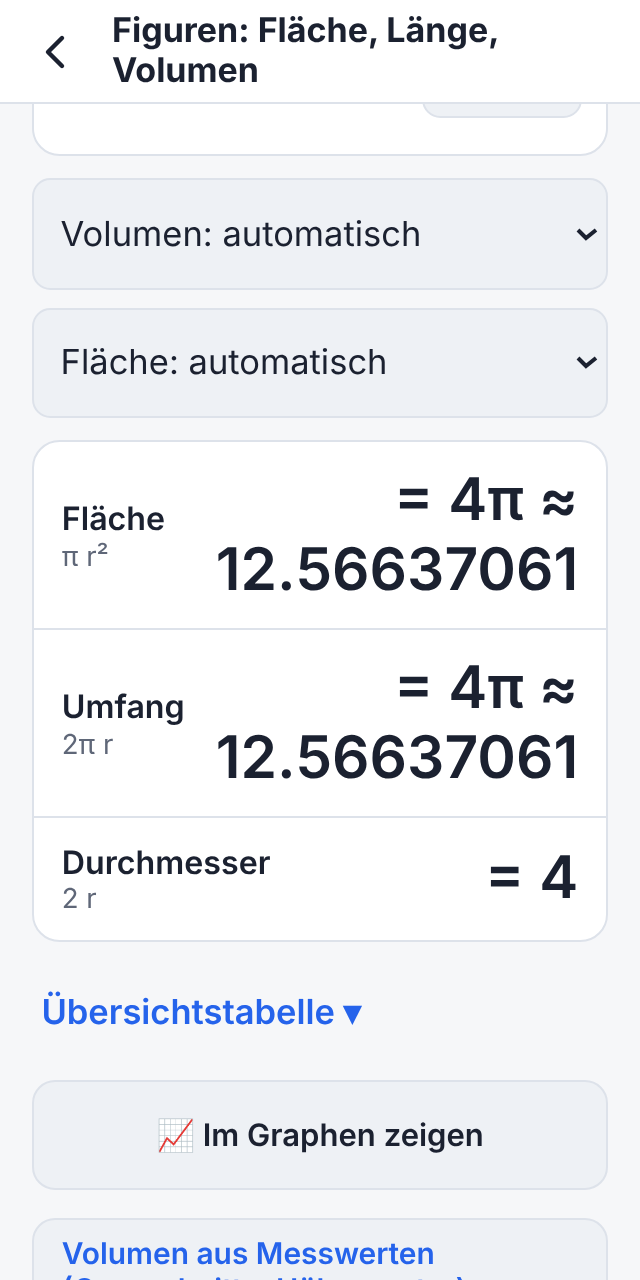 Figuren: Fläche, Länge,
Volumen
Volumen: automatisch
Fläche: automatisch
Fläche
π r²
= 4π ≈
12.56637061
Umfang
2π r
= 4π ≈
12.56637061
Durchmesser
2 r
= 4
Übersichtstabelle ▾
Im Graphen zeigen
Volumen aus Messwerten